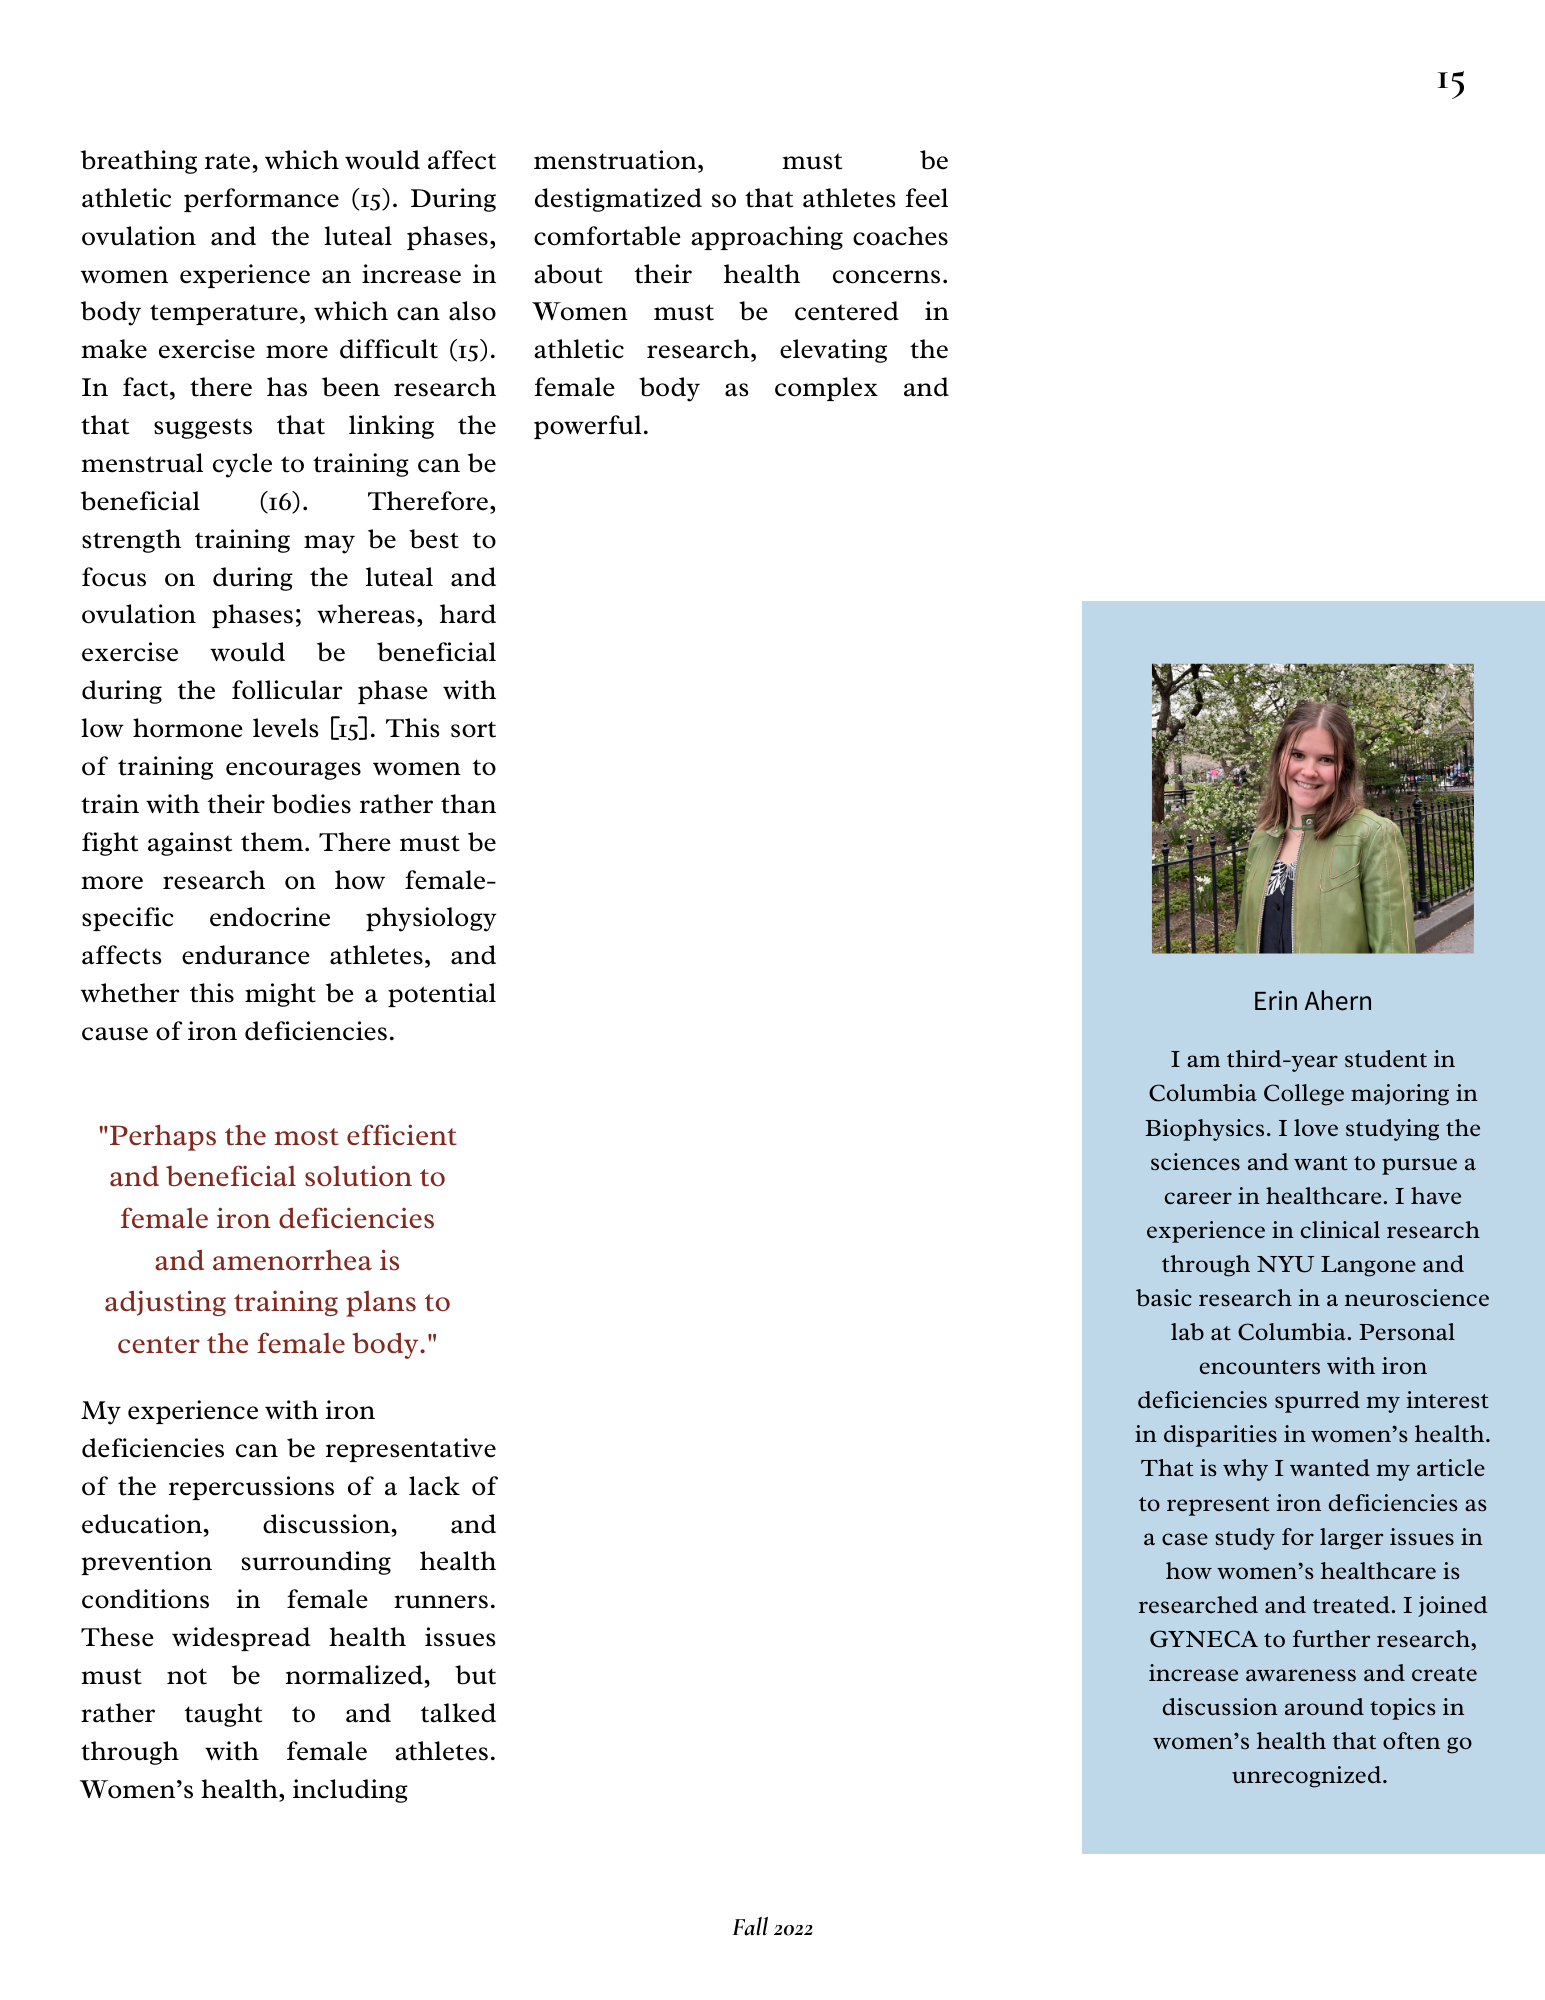 15
breathing rate, which would affect
athletic performance (15). During
ovulation and the luteal phases,
women experience an increase in
body temperature, which can also
make exercise more difficult (15).
In fact, there has been research
that suggests that linking the
menstrual cycle to training can be
beneficial (16). Therefore,
strength training may be best to
focus on during the luteal and
ovulation phases; whereas, hard
exercise would be beneficial
during the follicular phase with
low hormone levels [15]. This sort
of training encourages women to
train with their bodies rather than
fight against them. There must be
more research on how female-
specific endocrine physiology
affects endurance athletes, and
whether this might be a potential
cause of iron deficiencies.
"Perhaps the most efficient
and beneficial solution to
female iron deficiencies
and amenorrhea is
adjusting training plans to
center the female body."
My experience with iron
deficiencies can be representative
of the repercussions of a lack of
education, discussion, and
prevention surrounding health
conditions in female runners.
These widespread health issues
must not be normalized, but
rather taught to and talked
through with female athletes.
Women’s health, including
menstruation, must be
destigmatized so that athletes feel
comfortable approaching coaches
about their health concerns.
Women must be centered in
athletic research, elevating the
female body as complex and
powerful.
Erin Ahern
I am third-year student in
Columbia College majoring in
Biophysics. I love studying the
sciences and want to pursue a
career in healthcare. I have
experience in clinical research
through NYU Langone and
basic research in a neuroscience
lab at Columbia. Personal
encounters with iron
deficiencies spurred my interest
in disparities in women’s health.
That is why I wanted my article
to represent iron deficiencies as
a case study for larger issues in
how women’s healthcare is
researched and treated. I joined
GYNECA to further research,
increase awareness and create
discussion around topics in
women’s health that often go
unrecognized.
Fall 2022